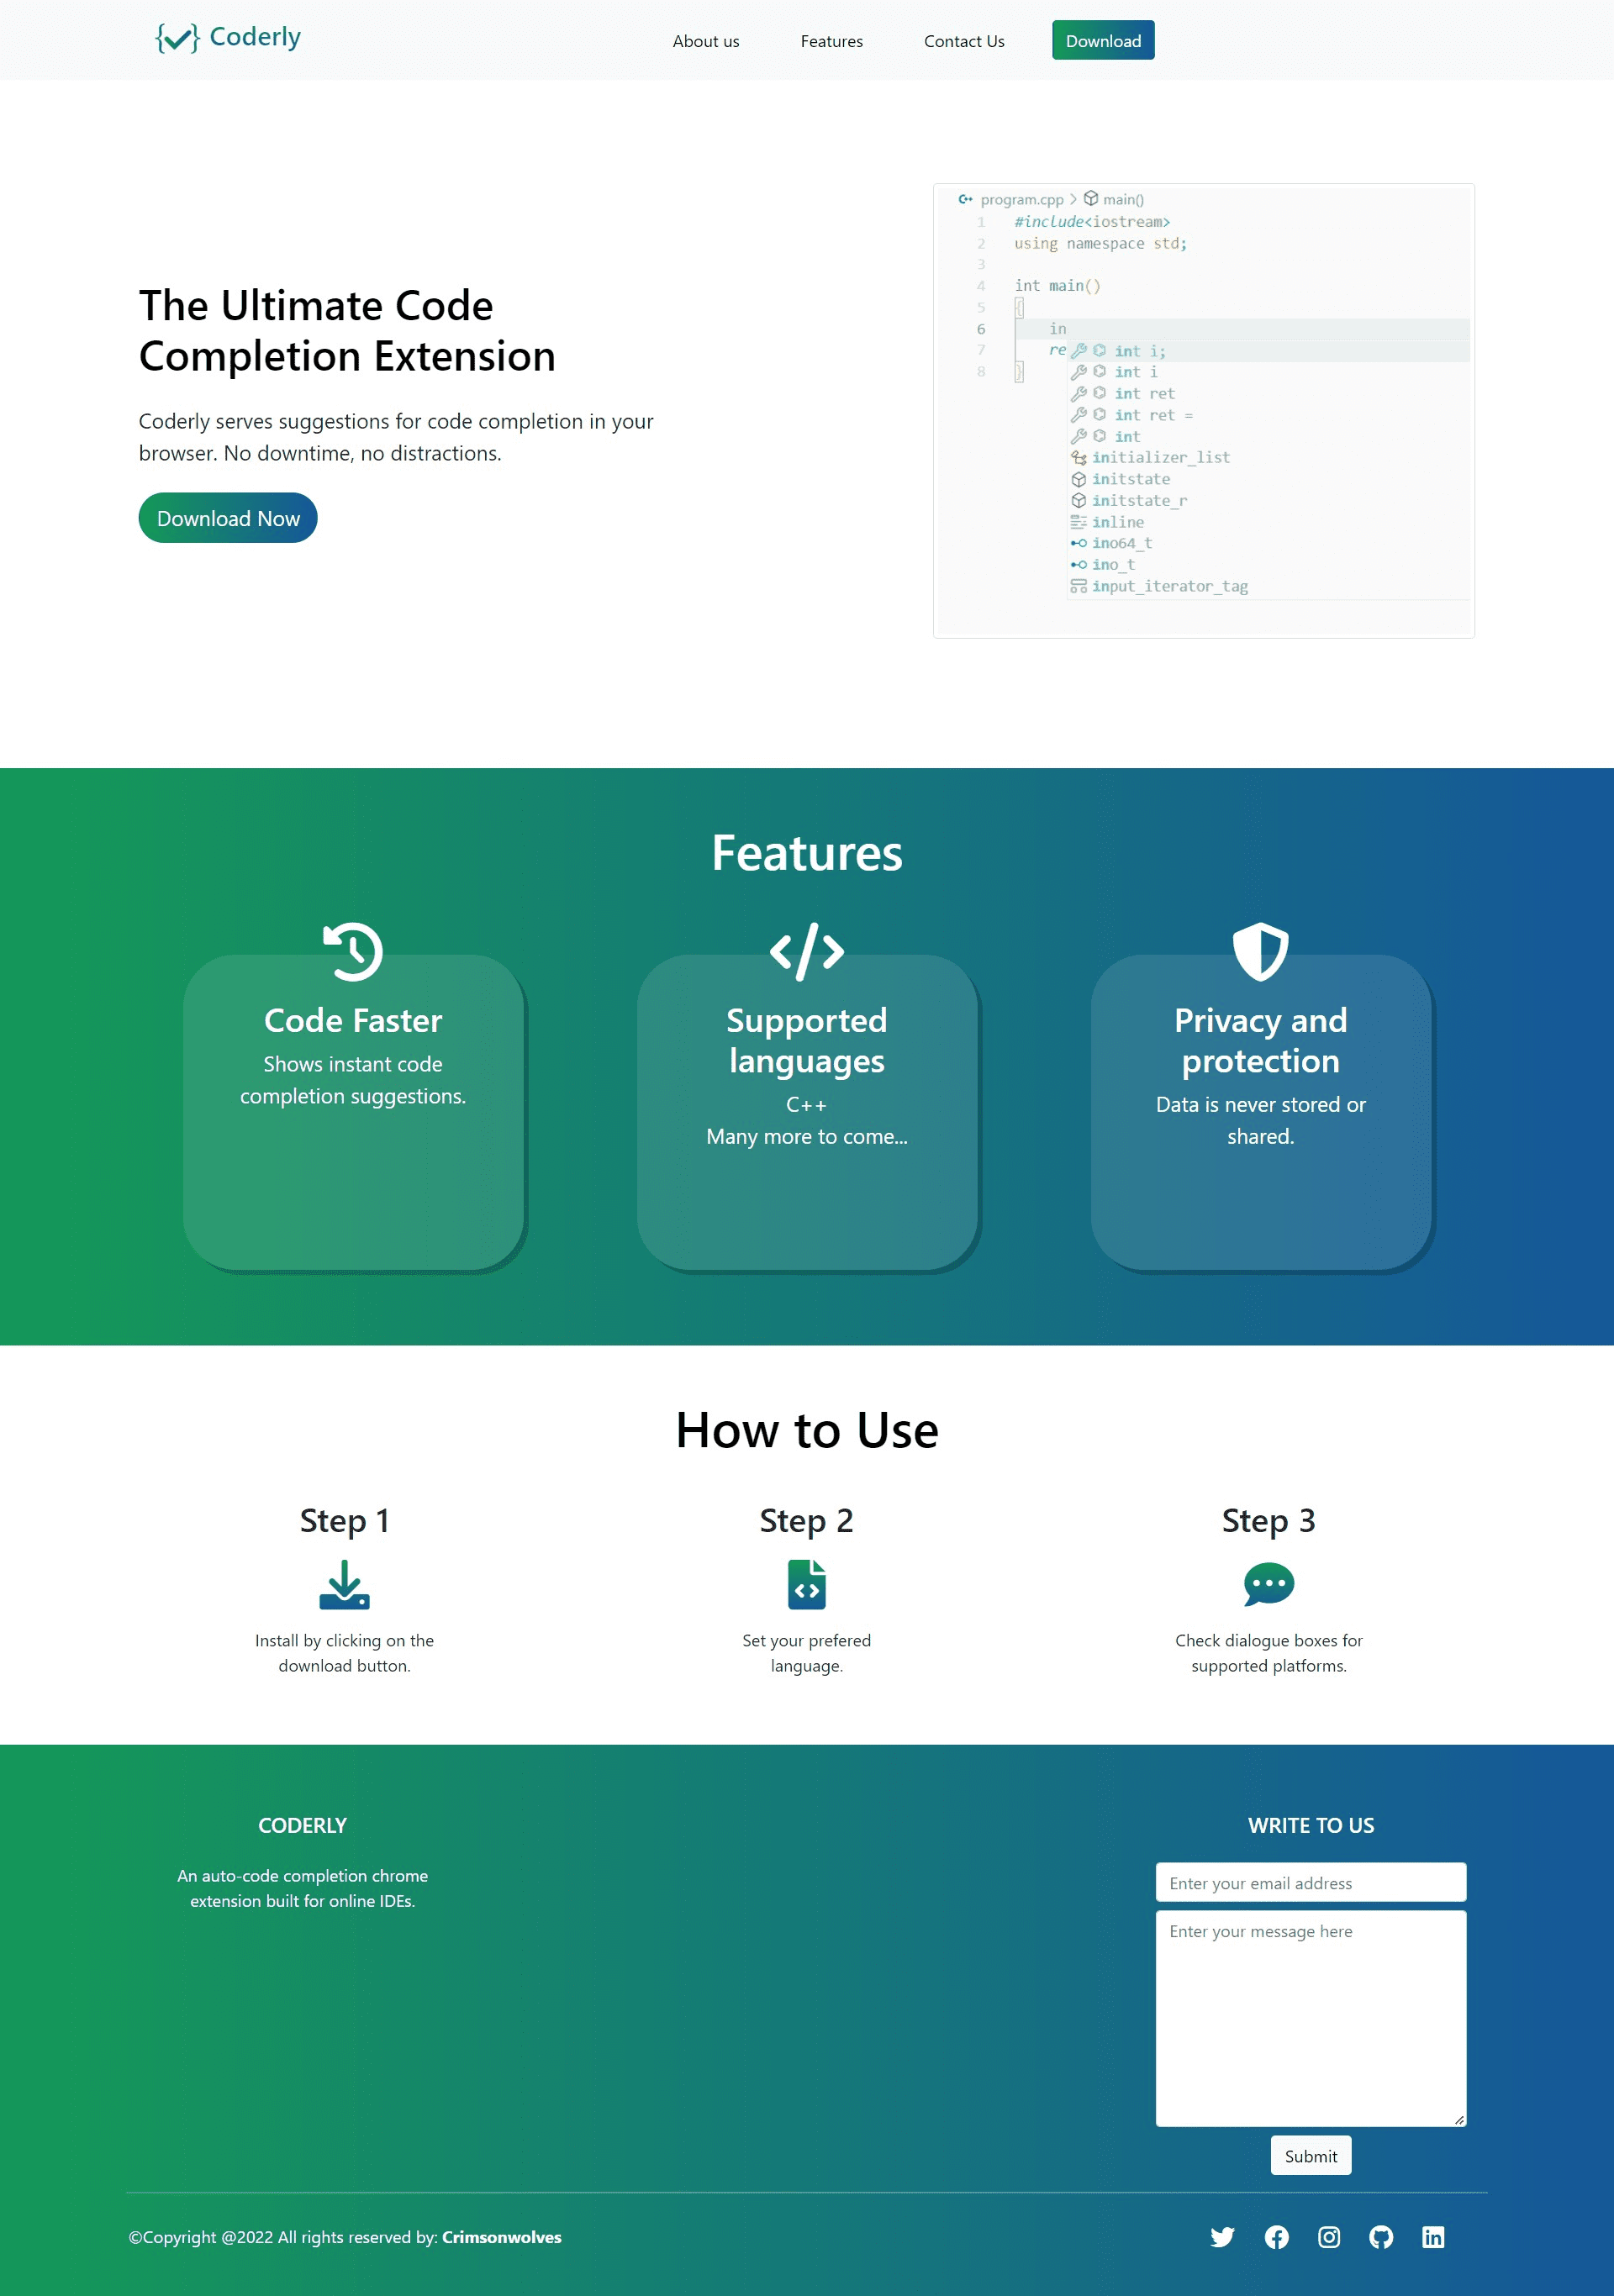 Coderly
About us Features Contact Us Download
The Ultimate Code
Completion Extension
Coderly serves suggestions for code completion in your
browser. No downtime, no distractions.
Download Now
program.cpp > main()
1 #include<iostream>
2 using namespace std;
3
4 int main()
5 {
6 in
7 re int i;
8 } int i
int ret
int ret =
int
initializer_list
initstate
initstate_r
inline
ino64_t
ino_t
input_iterator_tag
Features
Code Faster
Shows instant code
completion suggestions.
Supported
languages
C++
Many more to come...
Privacy and
protection
Data is never stored or
shared.
How to Use
Step 1
Install by clicking on the
download button.
Step 2
Set your prefered
language.
Step 3
Check dialogue boxes for
supported platforms.
CODERLY
An auto-code completion chrome
extension built for online IDEs.
WRITE TO US
Enter your email address
Enter your message here
Submit
©Copyright @2022 All rights reserved by: Crimsonwolves